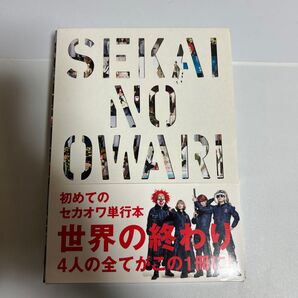 SEKAI
NO
OWARI
初めての
セカオワ単行本
世界の終わり
4人の全てがこの1冊に